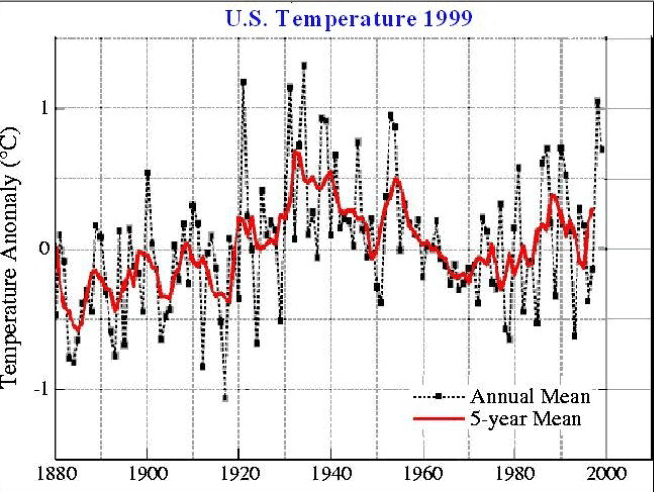 U.S. Temperature 1999
Temperature Anomaly (°C)
1
0
-1
Annual Mean
5-year Mean
1880 1900 1920 1940 1960 1980 2000